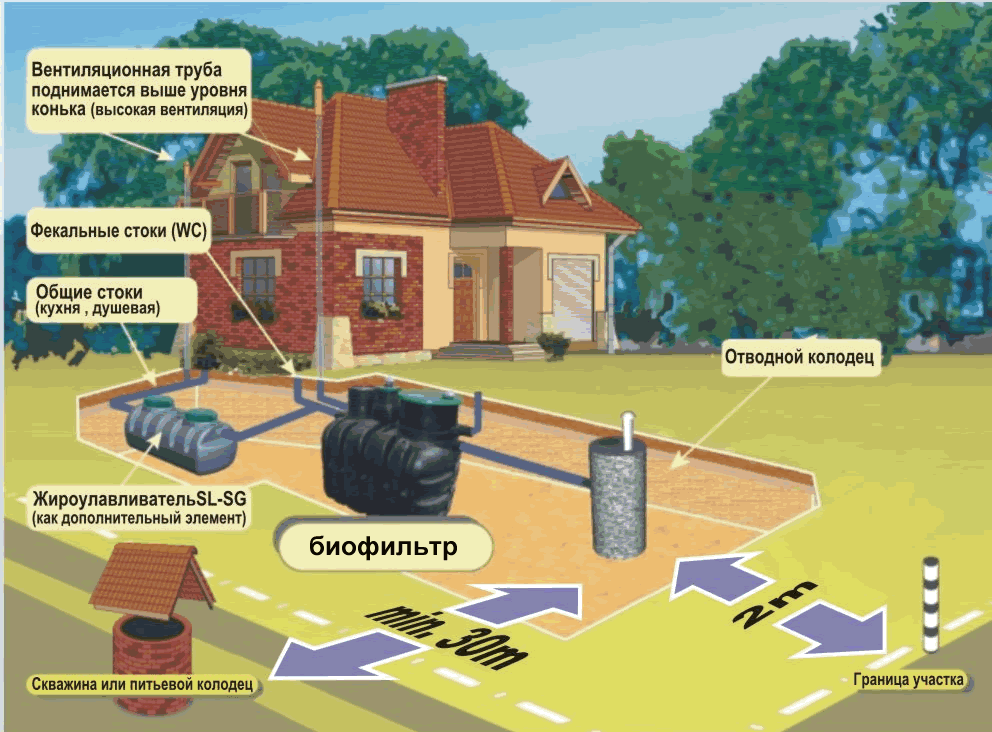 Вентиляционная труба
поднимается выше уровня
конька (высокая вентиляция)
Фекальные стоки (WC)
Общие стоки
(кухня , душевая)
Отводной колодец
ЖироулавливательSL-SG
(как дополнительный элемент)
биофильтр
min. 30m
2m
Скважина или питьевой колодец
Граница участка